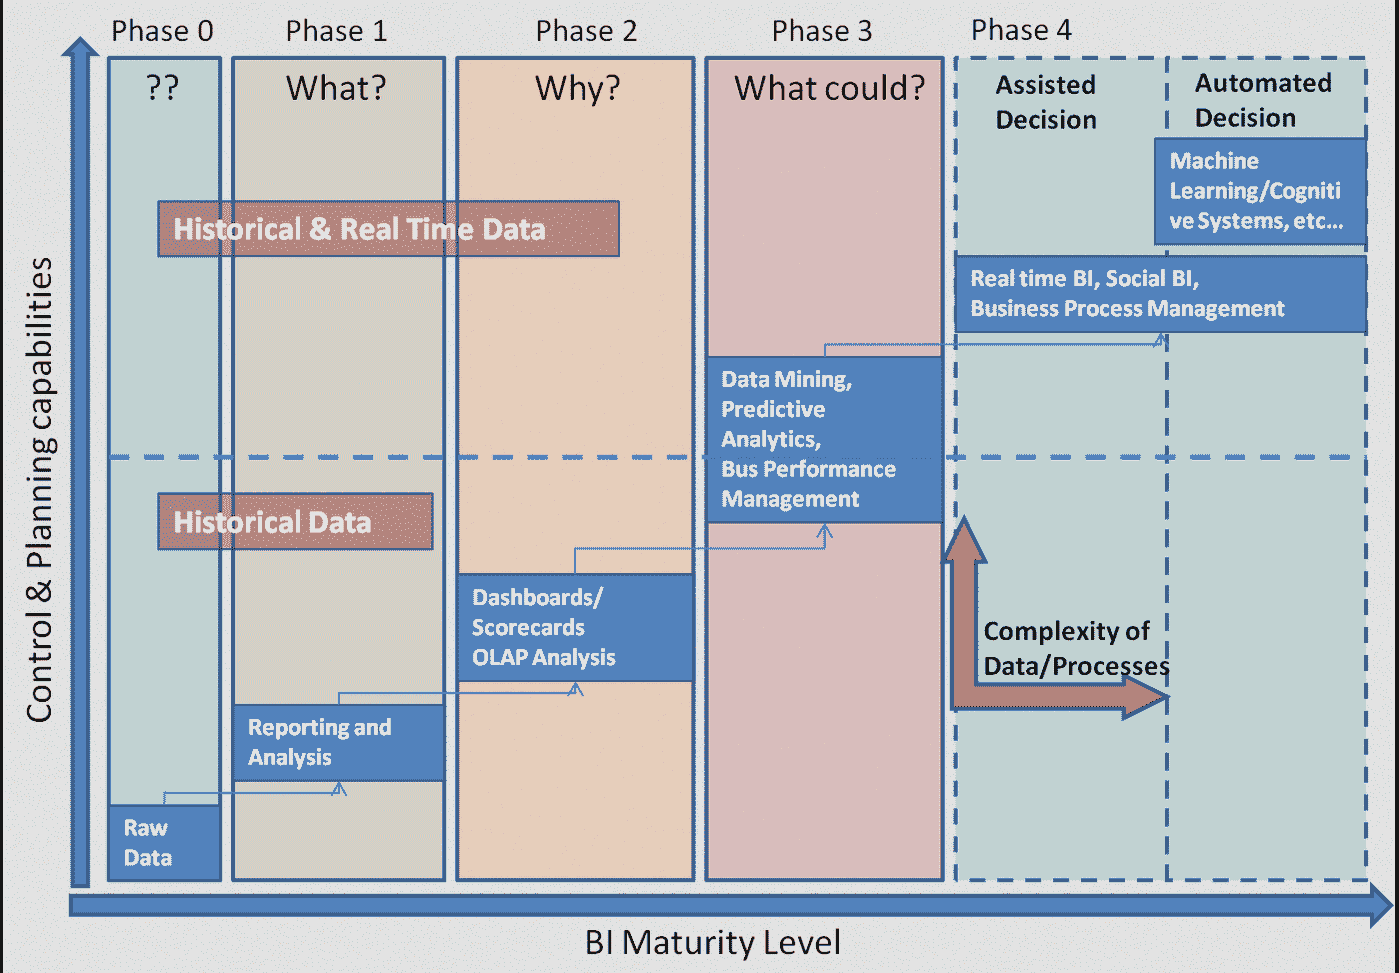 Phase 0
Phase 1
Phase 2
Phase 3
Phase 4
??
What?
Why?
What could?
Assisted
Decision
Automated
Decision
Machine
Learning/Cogniti
ve Systems, etc...
Historical & Real Time Data
Real time BI, Social BI,
Business Process Management
Data Mining,
Predictive
Analytics,
Bus Performance
Management
Historical Data
Dashboards/
Scorecards
OLAP Analysis
Complexity of
Data/Processes
Reporting and
Analysis
Raw
Data
Control & Planning capabilities
BI Maturity Level